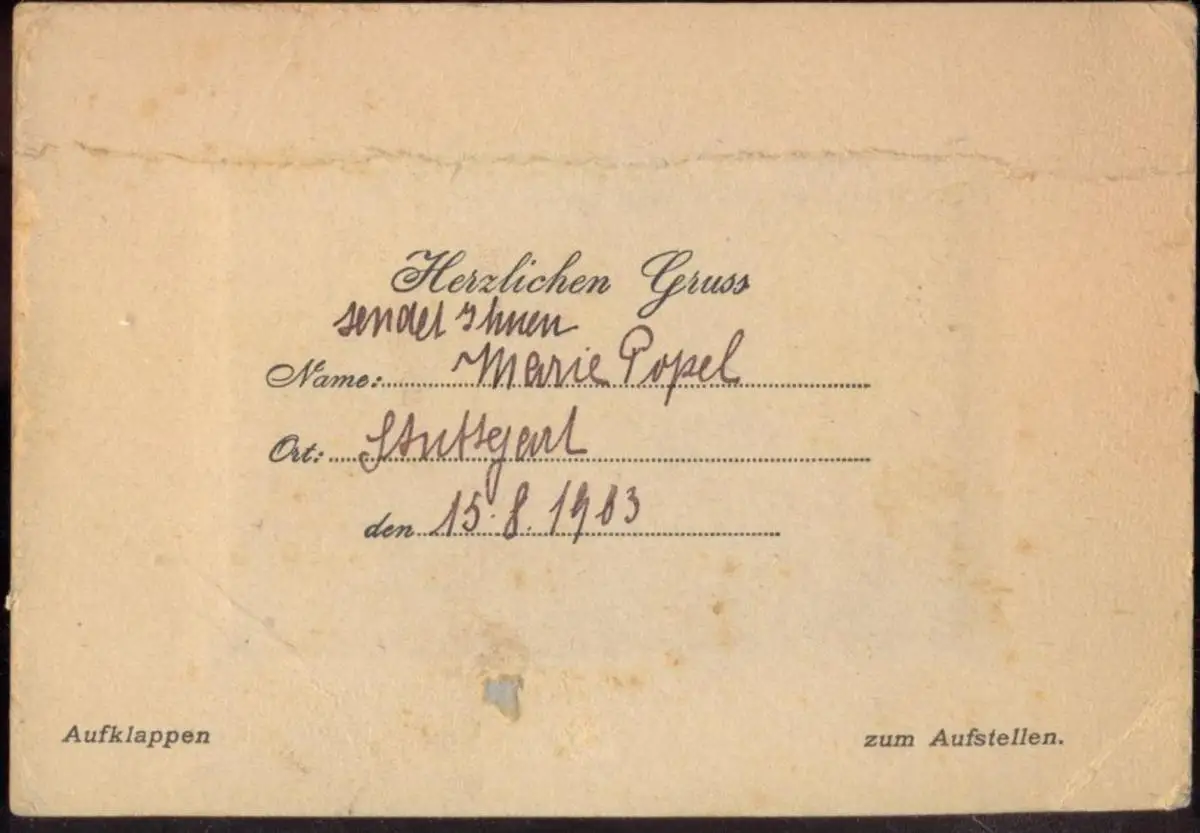 Herzlichen Gruss
sendet Ihnen
Name: Marie Popel
Ort: Stuttgart
den 15.8.1903
Aufklappen zum Aufstellen.